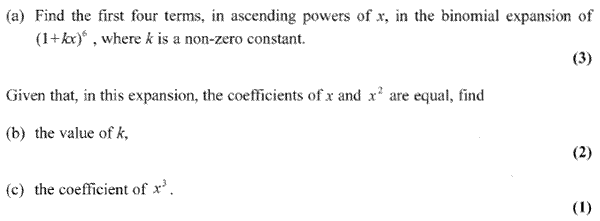 (a) Find the first four terms, in ascending powers of x, in the binomial expansion of
(1+kx)⁶ , where k is a non-zero constant.
(3)
Given that, in this expansion, the coefficients of x and x² are equal, find
(b) the value of k,
(2)
(c) the coefficient of x³ .
(1)